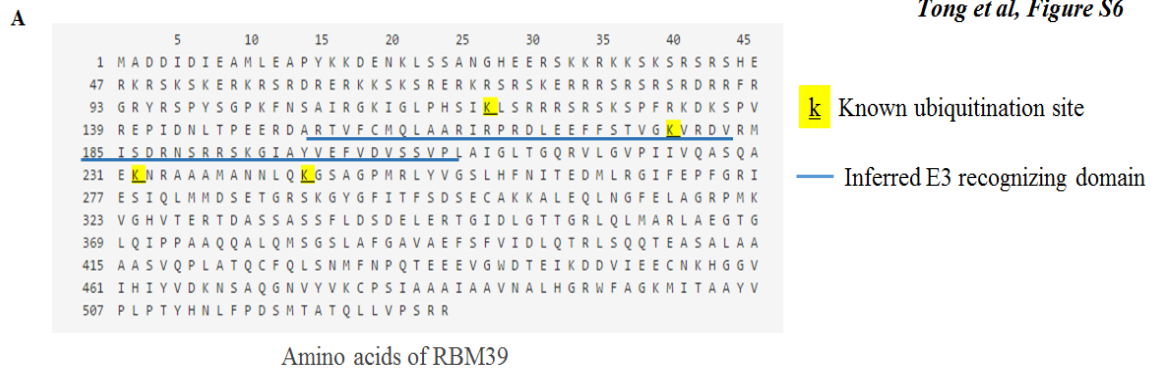 Tong et al, Figure S6
A
5 10 15 20 25 30 35 40 45
1 M A D D I D I E A M L E A P Y K K D E N K L S S A N G H E E R S K K R K K S K S R S R S H E
47 R K R S K S K E R K R S R D R E R K K S K S R E R K R S R S K E R R R S R S R S R D R R F R
93 G R Y R S P Y S G P K F N S A I R G K I G L P H S I K L S R R R S R S K S P F R K D K S P V
139 R E P I D N L T P E E R D A R T V F C M Q L A A R I R P R D L E E F F S T V G K V R D V R M
185 I S D R N S R R S K G I A Y V E F V D V S S V P L A I G L T G Q R V L G V P I I V Q A S Q A
231 E K N R A A A M A N N L Q K G S A G P M R L Y V G S L H F N I T E D M L R G I F E P F G R I
277 E S I Q L M M D S E T G R S K G Y G F I T F S D S E C A K K A L E Q L N G F E L A G R P M K
323 V G H V T E R T D A S S A S S F L D S D E L E R T G I D L G T T G R L Q L M A R L A E G T G
369 L Q I P P A A Q Q A L Q M S G S L A F G A V A E F S F V I D L Q T R L S Q Q T E A S A L A A
415 A A S V Q P L A T Q C F Q L S N M F N P Q T E E E V G W D T E I K D D V I E E C N K H G G V
461 I H I Y V D K N S A Q G N V Y V K C P S I A A A I A A V N A L H G R W F A G K M I T A A Y V
507 P L P T Y H N L F P D S M T A T Q L L V P S R R
k Known ubiquitination site
Inferred E3 recognizing domain
Amino acids of RBM39